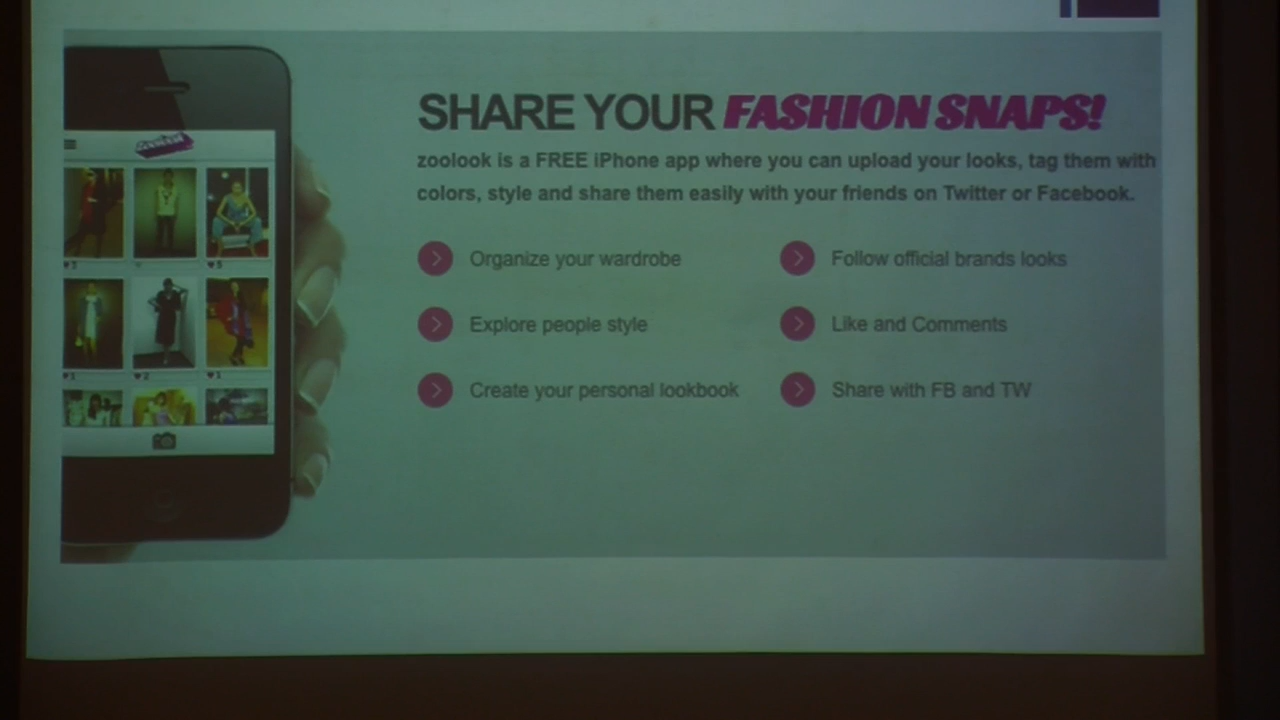 SHARE YOUR FASHION SNAPS!
zoolook is a FREE iPhone app where you can upload your looks, tag them with
colors, style and share them easily with your friends on Twitter or Facebook.
Organize your wardrobe
Follow official brands looks
Explore people style
Like and Comments
Create your personal lookbook
Share with FB and TW